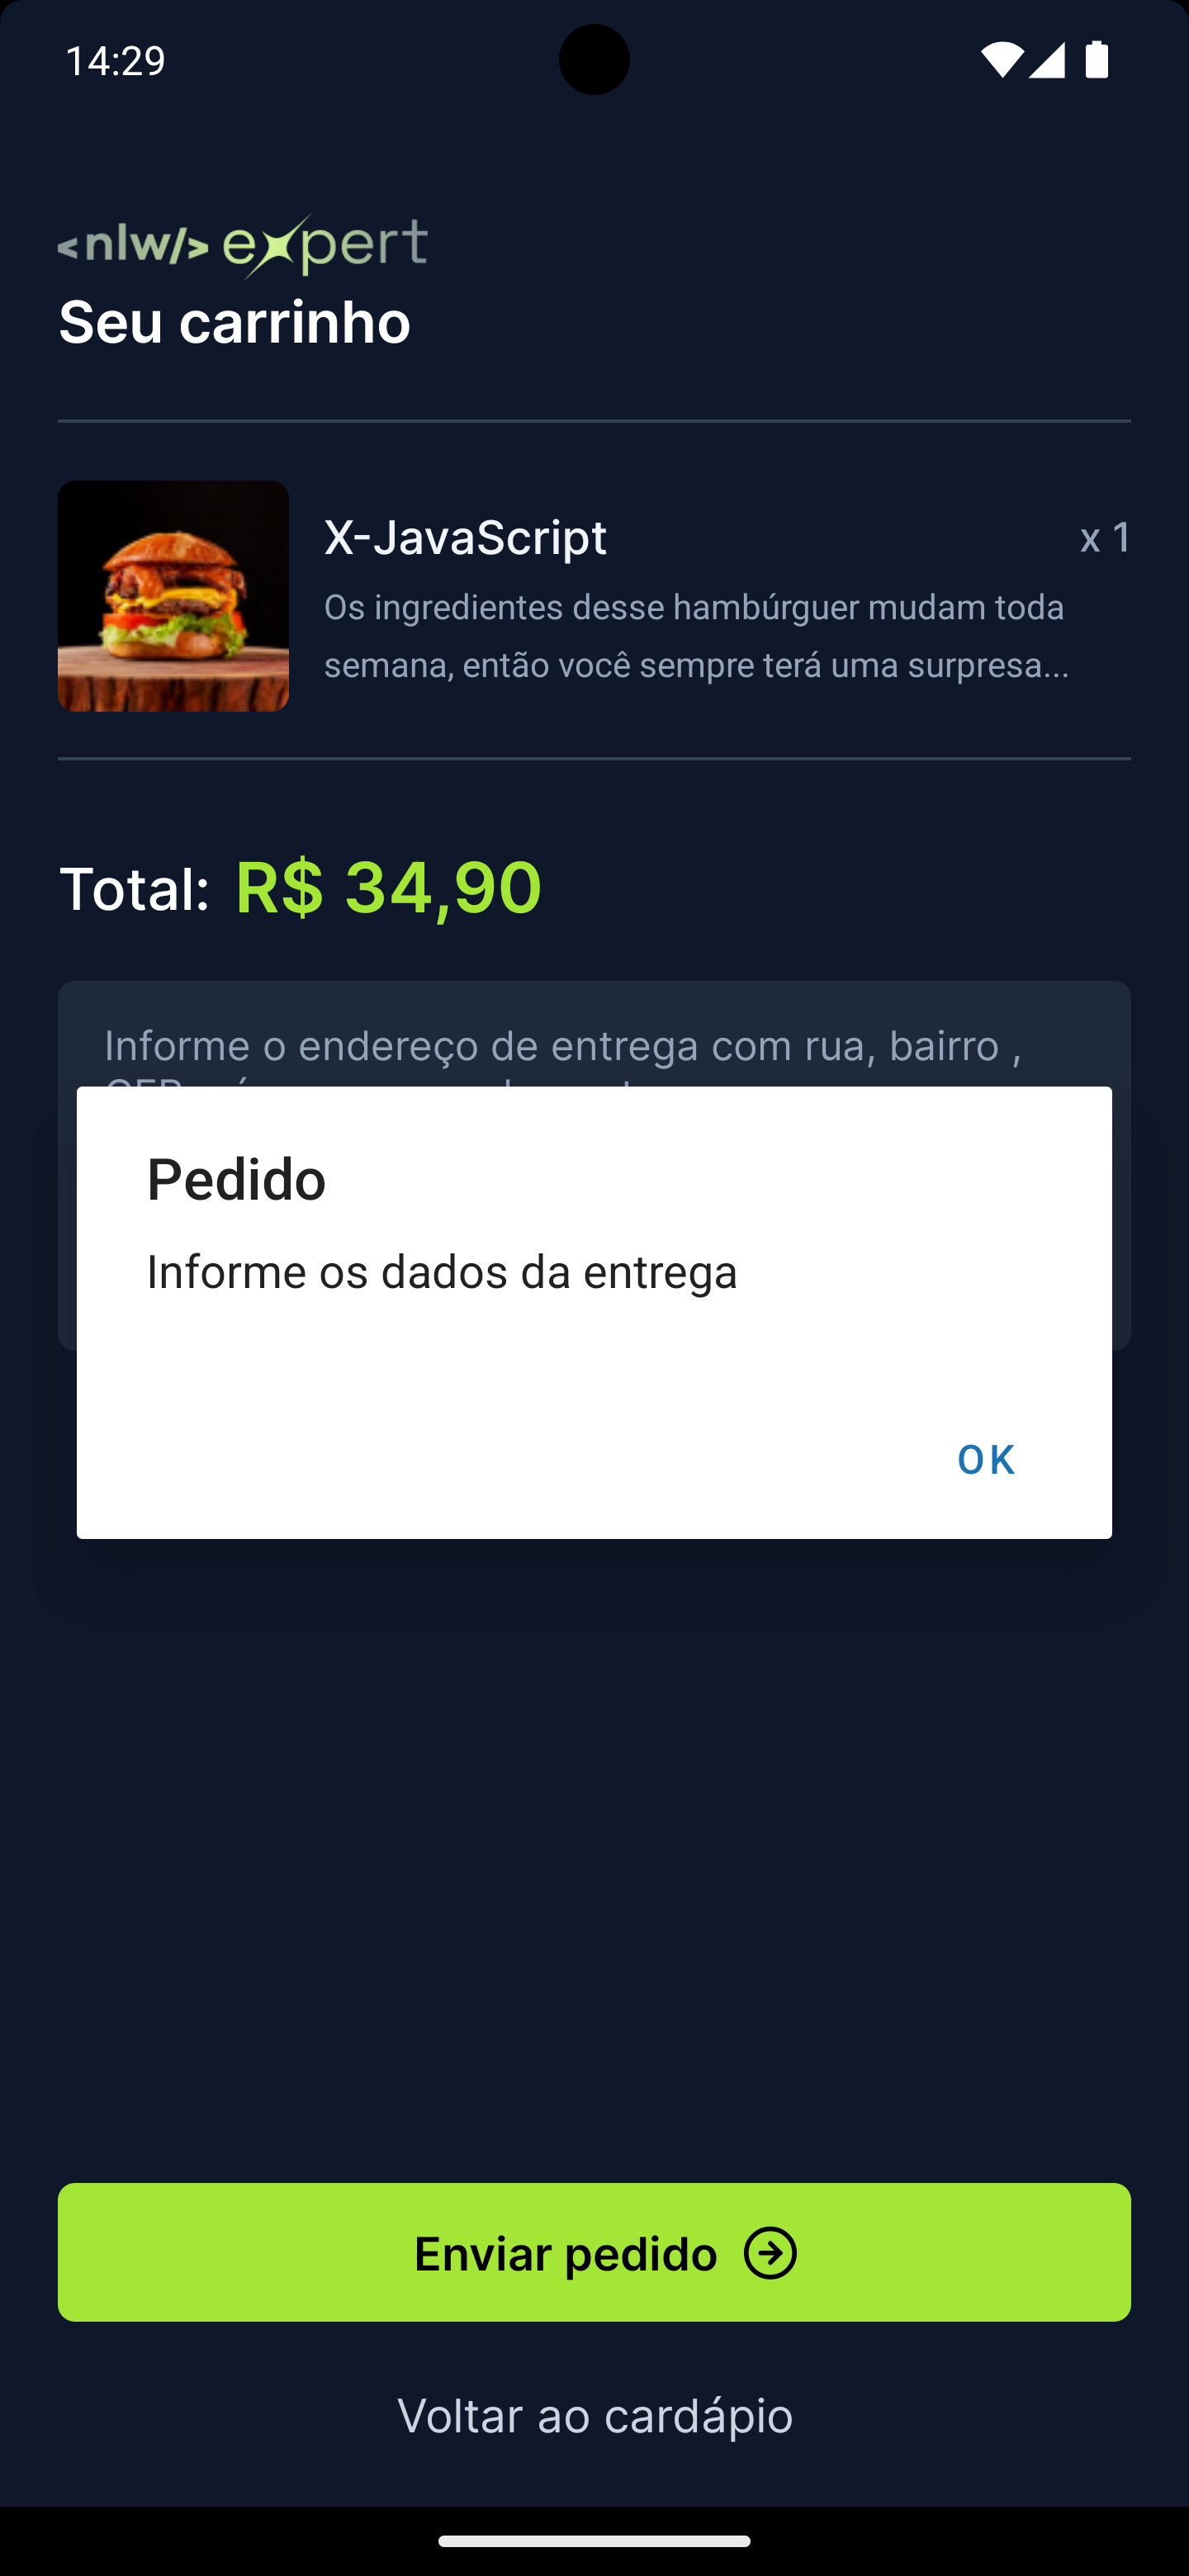 14:29
<nlw/> expert
Seu carrinho
X-JavaScript
x 1
Os ingredientes desse hambúrguer mudam toda
semana, então você sempre terá uma surpresa...
Total: R$ 34,90
Informe o endereço de entrega com rua, bairro ,
Pedido
Informe os dados da entrega
OK
Enviar pedido
Voltar ao cardápio